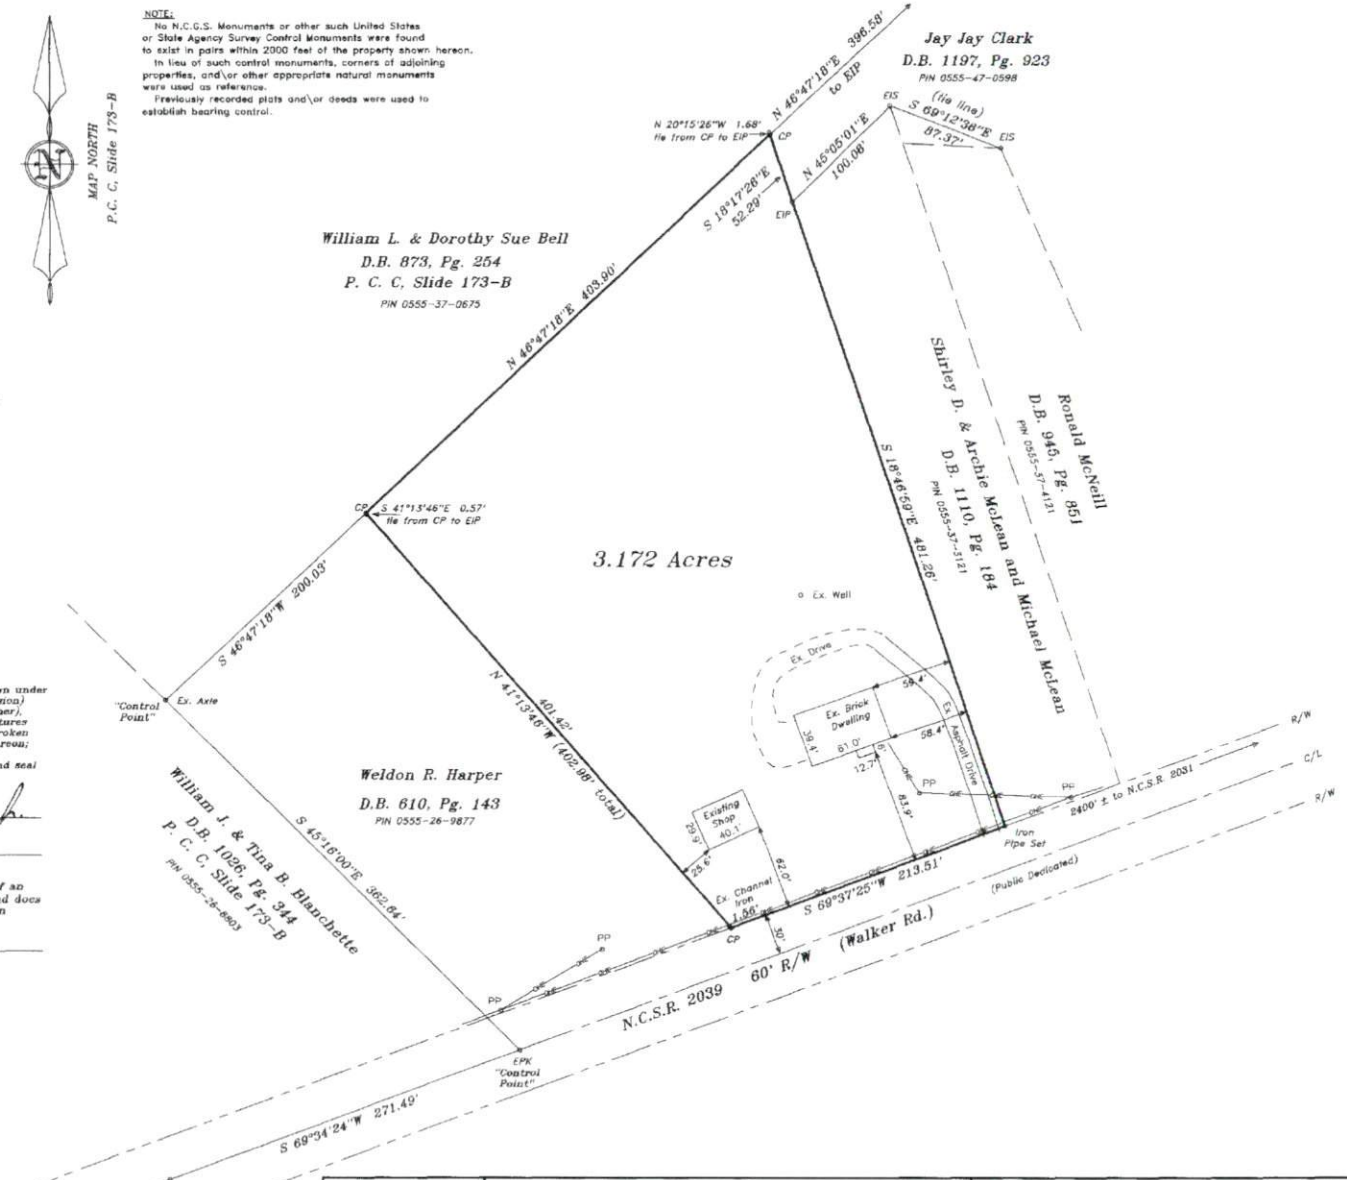 NOTE:
No N.C.G.S. Monuments or other such United States
or State Agency Survey Control Monuments were found
to exist in pairs within 2000 feet of the property shown hereon.
In lieu of such control monuments, corners of adjoining
properties, and\or other appropriate natural monuments
were used as reference.
Previously recorded plats and\or deeds were used to
establish bearing control.
N
MAP NORTH
P.C. C, Slide 173-B
N 46°47'18"E 396.58'
to EIP
Jay Jay Clark
D.B. 1197, Pg. 923
PIN 0555-47-0598
EIS
(tie line)
S 69°12'36"E
87.37'
EIS
N 20°15'26"W 1.68'
tie from CP to EIP
CP
N 45°05'01"E
100.08'
S 18°17'26"E
52.29'
EIP
William L. & Dorothy Sue Bell
D.B. 873, Pg. 254
P. C. C, Slide 173-B
PIN 0555-37-0675
N 46°47'18"E 403.90'
Ronald McNeill
D.B. 945, Pg. 851
PIN 0555-37-4121
Shirley D. & Archie McLean and Michael McLean
D.B. 1110, Pg. 184
PIN 0555-37-3121
S 18°46'59"E 481.26'
CP
S 41°13'46"E 0.57'
tie from CP to EIP
3.172 Acres
Ex. Well
S 46°47'18"W 200.03'
Ex. Drive
59.4'
"Control
Point"
Ex. Axle
N 41°13'46"W (402.98' total)
401.42'
Ex. Brick
Dwelling
39.4'
61.0'
6'
12.7'
58.4'
Ex. Asphalt Drive
R/W
C/L
R/W
2400' ± to N.C.S.R. 2031
PP
PP
83.9'
Weldon R. Harper
D.B. 610, Pg. 143
PIN 0555-26-9877
Existing
Shop
40.1'
29.9'
25.6'
62.0'
Iron
Pipe Set
(Public Dedicated)
S 69°37'25"W 213.51'
Ex. Channel
Iron
1.56'
CP
30'
William J. & Tina B. Blanchette
D.B. 1026, Pg. 344
P. C. C, Slide 173-B
PIN 0555-26-6803
S 45°16'00"E 362.64'
PP
PP
N.C.S.R. 2039 60' R/W (Walker Rd.)
EPK
"Control
Point"
S 69°34'24"W 271.49'
under
tures
nd seal
f an
d does